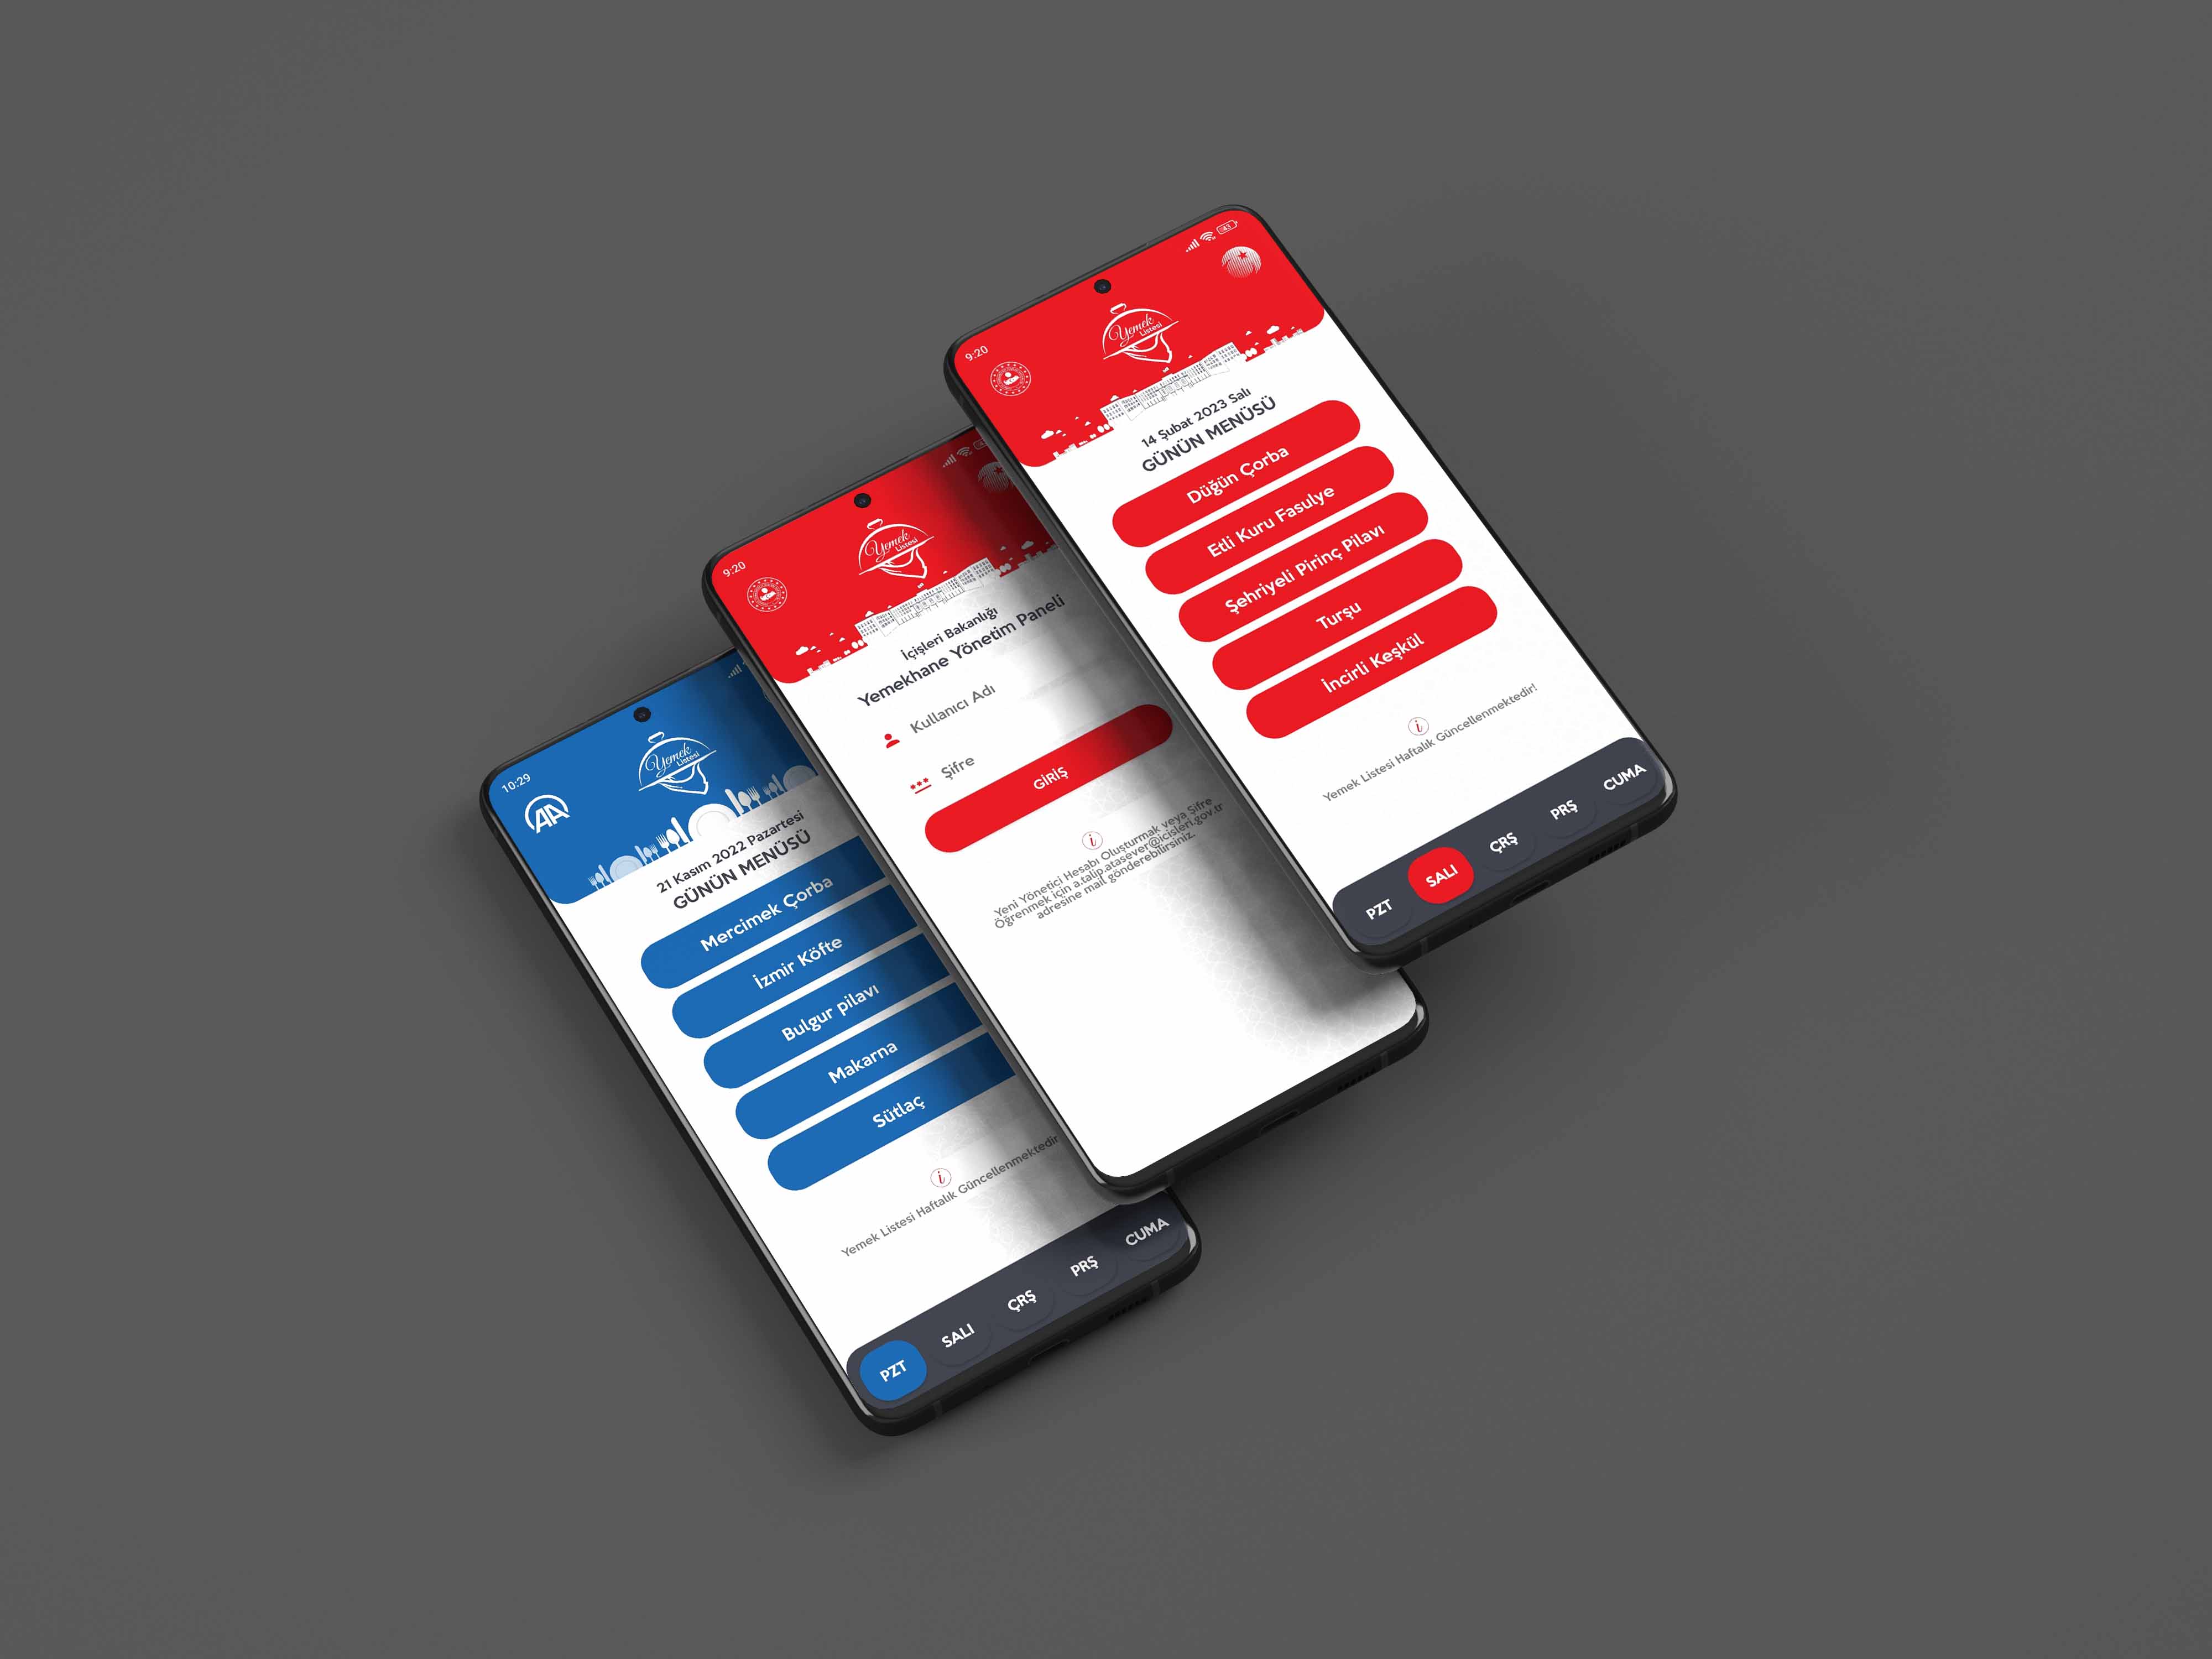 10:29
AA
Yemek
Listesi
21 Kasım 2022 Pazartesi
GÜNÜN MENÜSÜ
Mercimek Çorba
İzmir Köfte
Bulgur pilavı
Makarna
Sütlaç
i
Yemek Listesi Haftalık Güncellenmektedir
PZT
SALI
ÇRŞ
PRŞ
CUMA
9:20
Yemek
Listesi
İçişleri Bakanlığı
Yemekhane Yönetim Paneli
Kullanıcı Adı
Şifre
GİRİŞ
i
Yeni Yönetici Hesabı Oluşturmak veya Şifre
Öğrenmek için a.talip.atasever@icisleri.gov.tr
adresine mail gönderebilirsiniz.
9:20
Yemek
Listesi
14 Şubat 2023 Salı
GÜNÜN MENÜSÜ
Düğün Çorba
Etli Kuru Fasulye
Şehriyeli Pirinç Pilavı
Turşu
İncirli Keşkül
i
Yemek Listesi Haftalık Güncellenmektedir!
PZT
SALI
ÇRŞ
PRŞ
CUMA